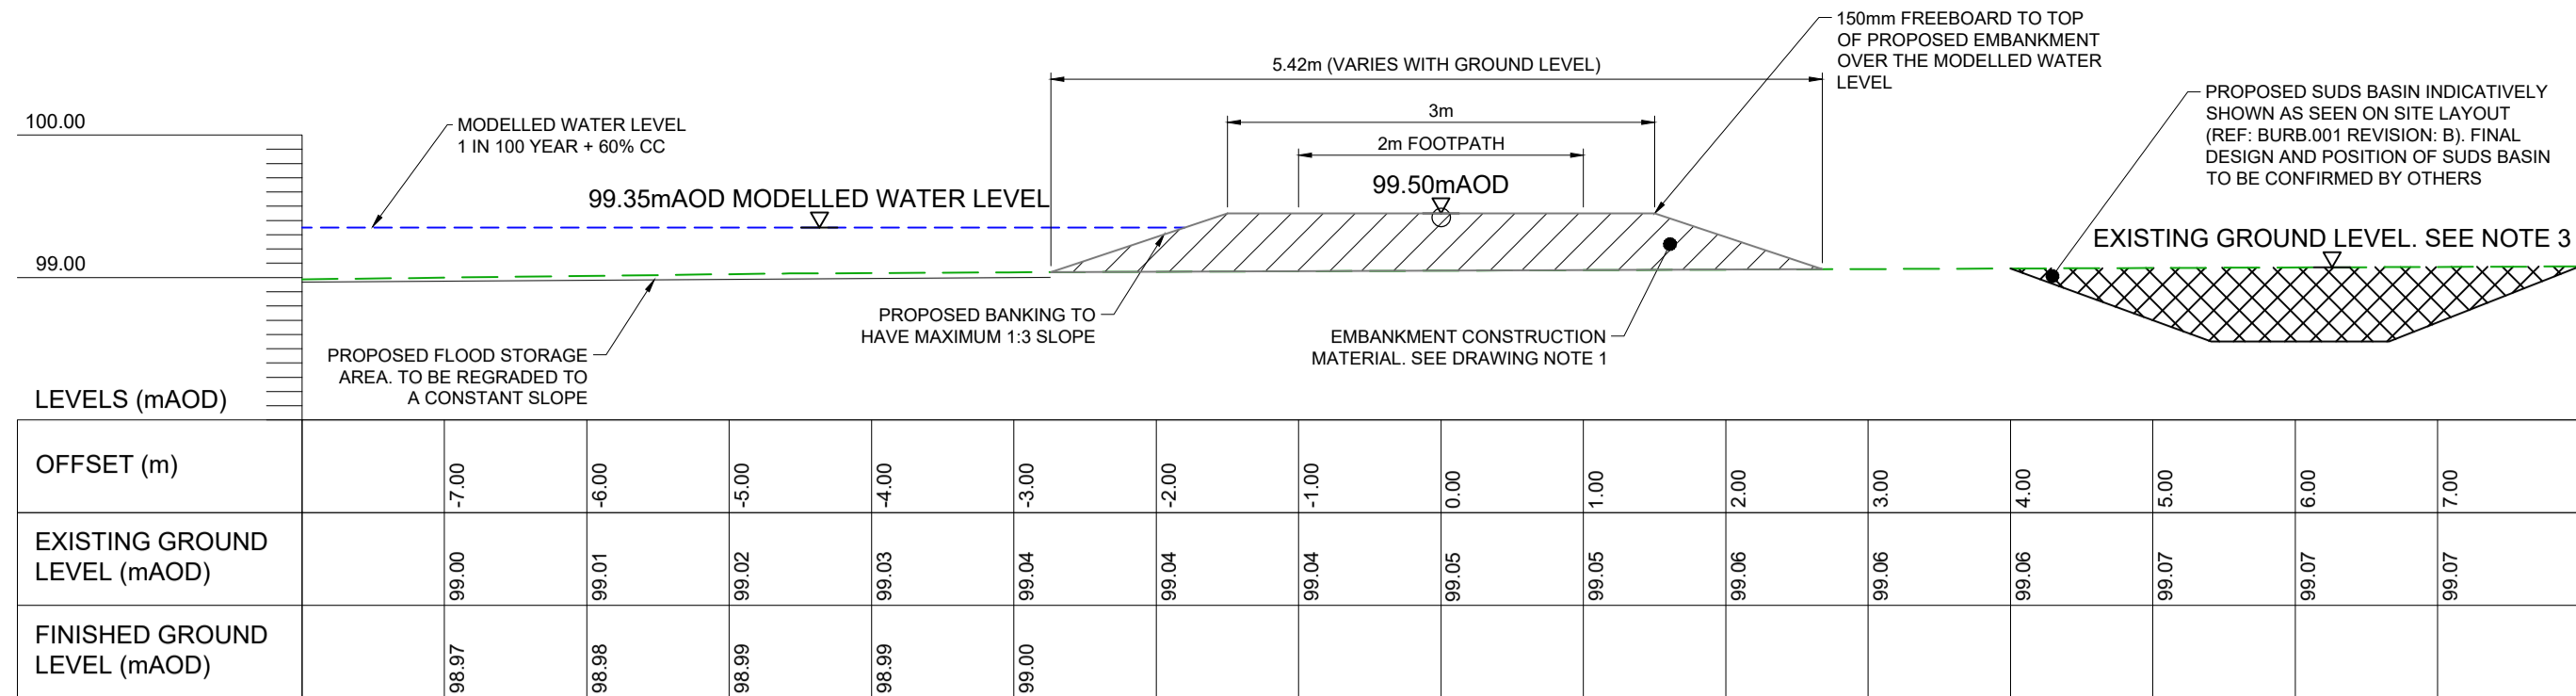 150mm FREEBOARD TO TOP
OF PROPOSED EMBANKMENT
OVER THE MODELLED WATER
LEVEL
5.42m (VARIES WITH GROUND LEVEL)
PROPOSED SUDS BASIN INDICATIVELY
SHOWN AS SEEN ON SITE LAYOUT
(REF: BURB.001 REVISION: B). FINAL
DESIGN AND POSITION OF SUDS BASIN
TO BE CONFIRMED BY OTHERS
3m
100.00
MODELLED WATER LEVEL
1 IN 100 YEAR + 60% CC
2m FOOTPATH
99.50mAOD
99.35mAOD MODELLED WATER LEVEL
EXISTING GROUND LEVEL. SEE NOTE 3
99.00
PROPOSED BANKING TO
HAVE MAXIMUM 1:3 SLOPE
EMBANKMENT CONSTRUCTION
MATERIAL. SEE DRAWING NOTE 1
PROPOSED FLOOD STORAGE
AREA. TO BE REGRADED TO
A CONSTANT SLOPE
LEVELS (mAOD)
OFFSET (m) -7.00 -6.00 -5.00 -4.00 -3.00 -2.00 -1.00 0.00 1.00 2.00 3.00 4.00 5.00 6.00 7.00
EXISTING GROUND
LEVEL (mAOD) 99.00 99.01 99.02 99.03 99.04 99.04 99.04 99.05 99.05 99.06 99.06 99.06 99.07 99.07 99.07
FINISHED GROUND
LEVEL (mAOD) 98.97 98.98 98.99 98.99 99.00